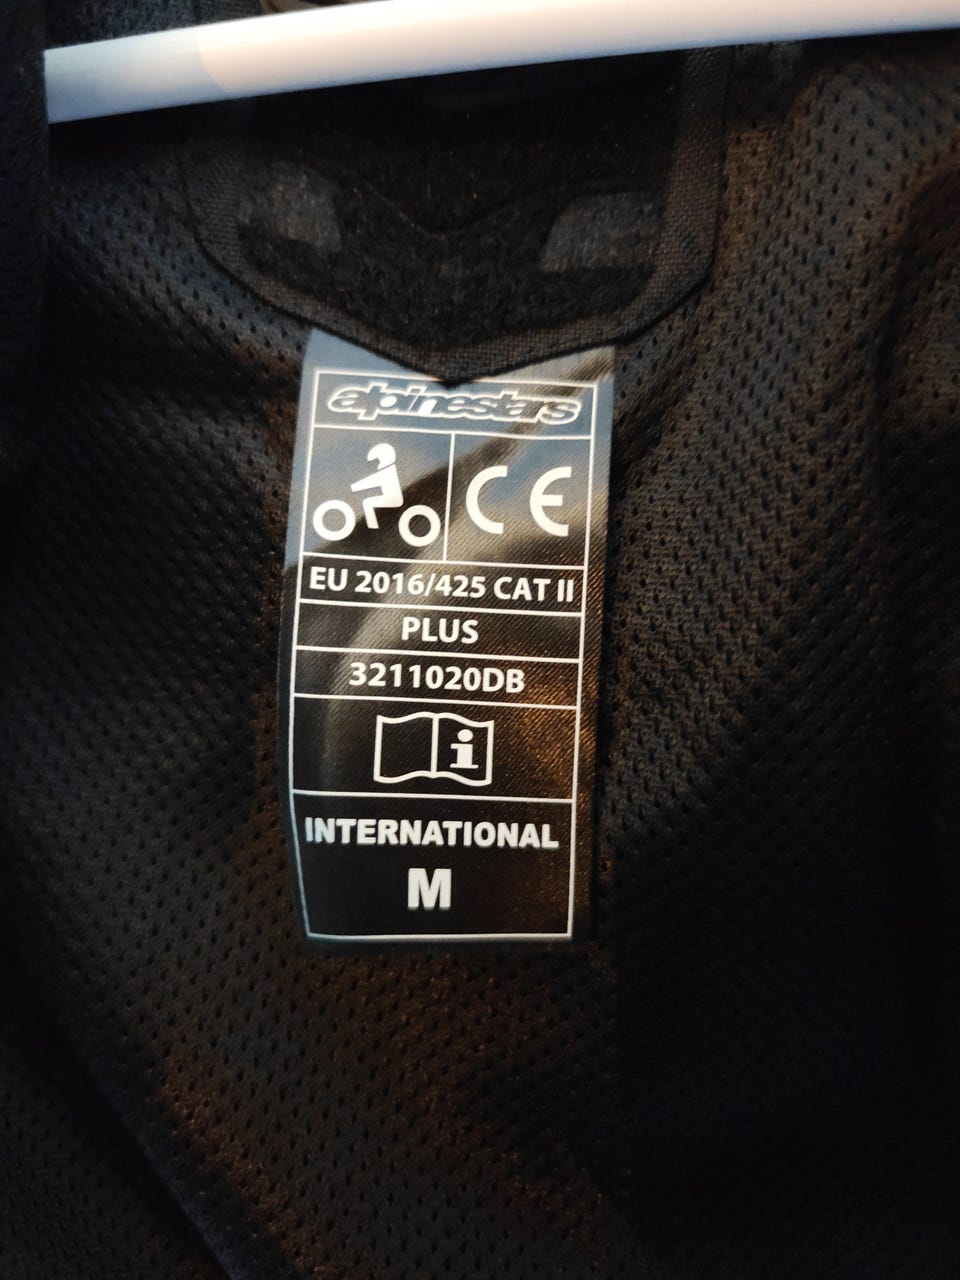 alpinestars
CE
EU 2016/425 CAT II
PLUS
3211020DB
i
INTERNATIONAL
M